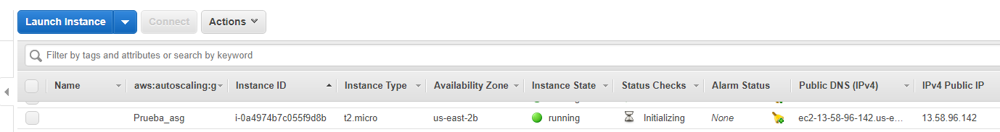 Launch Instance Connect Actions
Filter by tags and attributes or search by keyword
Name aws:autoscaling:g Instance ID Instance Type Availability Zone Instance State Status Checks Alarm Status Public DNS (IPv4) IPv4 Public IP
Prueba_asg i-0a4974b7c055f9d8b t2.micro us-east-2b running Initializing None ec2-13-58-96-142.us-e... 13.58.96.142